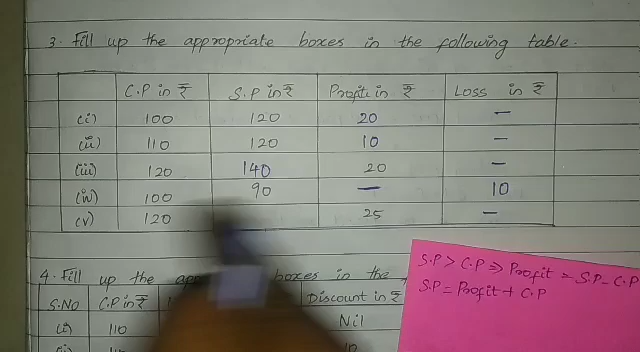 3. Fill up the appropriate boxes in the following table.
C.P in ₹ S.P in ₹ Profit in ₹ Loss in ₹
(i) 100 120 20 –
(ii) 110 120 10 –
(iii) 120 140 20 –
(iv) 100 90 – 10
(v) 120 25 –
4. Fill up the boxes in the
S.NO C.P in ₹ Discount in ₹
(i) 110 Nil
S.P > C.P ⇒ Profit = S.P – C.P
S.P = Profit + C.P